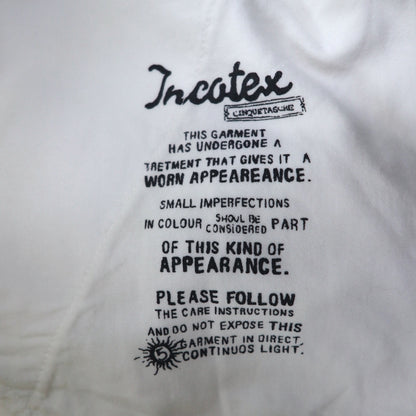 Incotex
CINQUETASCHE
THIS GARMENT
HAS UNDERGONE A
TRETMENT THAT GIVES IT A
WORN APPEAREANCE.
SMALL IMPERFECTIONS
IN COLOUR SHOUL BE CONSIDERED PART
OF THIS KIND OF
APPEARANCE.
PLEASE FOLLOW
THE CARE INSTRUCTIONS
AND DO NOT EXPOSE THIS
GARMENT IN DIRECT,
5 CONTINUOS LIGHT.